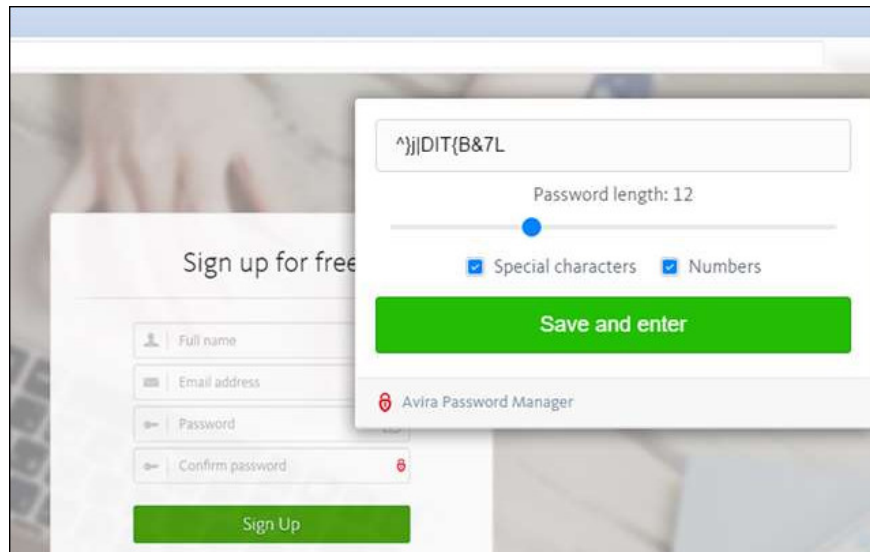 ^}j|DIT{B&7L
Password length: 12
Special characters Numbers
Save and enter
Avira Password Manager
Sign up for free
Full name
Email address
Password
Confirm password
Sign Up